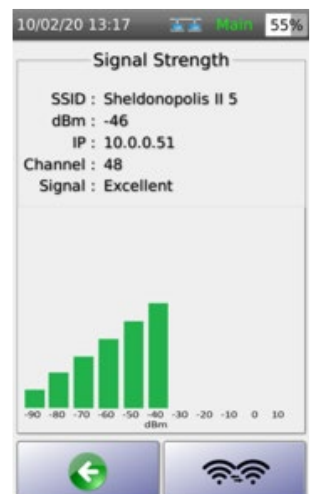 10/02/20 13:17 Main 55%
Signal Strength
SSID : Sheldonopolis II 5
dBm : -46
IP : 10.0.0.51
Channel : 48
Signal : Excellent
-90 -80 -70 -60 -50 -40 -30 -20 -10 0 10
dBm